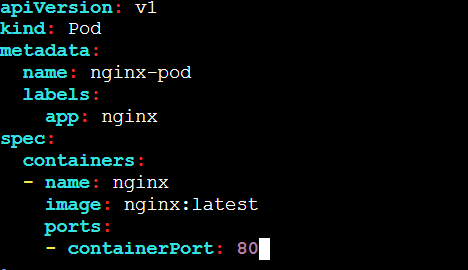 apiVersion: v1
kind: Pod
metadata:
  name: nginx-pod
  labels:
    app: nginx
spec:
  containers:
  - name: nginx
    image: nginx:latest
    ports:
    - containerPort: 80